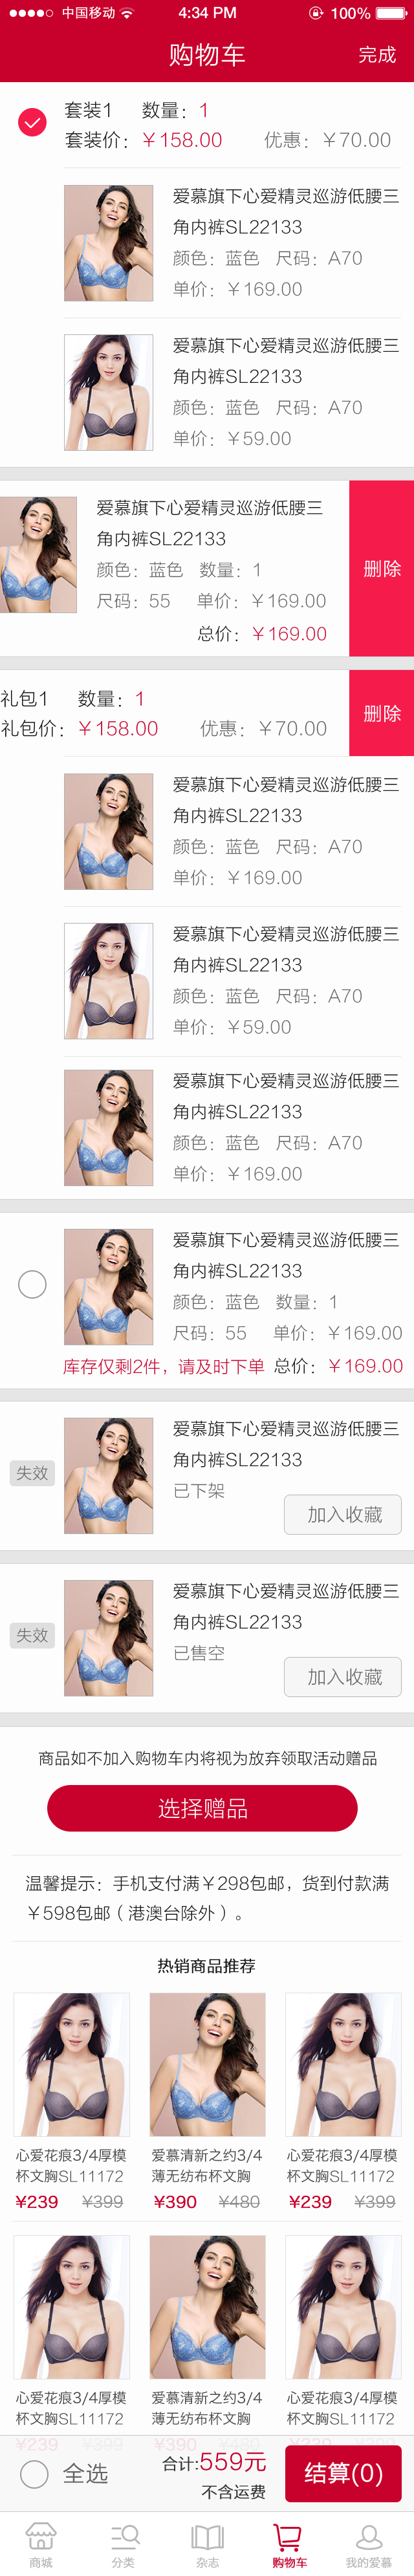 中国移动 4:34 PM 100%
购物车 完成
套装1 数量：1
套装价：￥158.00 优惠：￥70.00
爱慕旗下心爱精灵巡游低腰三
角内裤SL22133
颜色：蓝色 尺码：A70
单价：￥169.00
爱慕旗下心爱精灵巡游低腰三
角内裤SL22133
颜色：蓝色 尺码：A70
单价：￥59.00
爱慕旗下心爱精灵巡游低腰三
角内裤SL22133
颜色：蓝色 数量：1
删除
尺码：55 单价：￥169.00
总价：￥169.00
礼包1 数量：1
删除
礼包价：￥158.00 优惠：￥70.00
爱慕旗下心爱精灵巡游低腰三
角内裤SL22133
颜色：蓝色 尺码：A70
单价：￥169.00
爱慕旗下心爱精灵巡游低腰三
角内裤SL22133
颜色：蓝色 尺码：A70
单价：￥59.00
爱慕旗下心爱精灵巡游低腰三
角内裤SL22133
颜色：蓝色 尺码：A70
单价：￥169.00
爱慕旗下心爱精灵巡游低腰三
角内裤SL22133
颜色：蓝色 数量：1
尺码：55 单价：￥169.00
库存仅剩2件，请及时下单 总价：￥169.00
爱慕旗下心爱精灵巡游低腰三
角内裤SL22133
失效
已下架
加入收藏
爱慕旗下心爱精灵巡游低腰三
角内裤SL22133
失效
已售空
加入收藏
商品如不加入购物车内将视为放弃领取活动赠品
选择赠品
温馨提示：手机支付满￥298包邮，货到付款满
￥598包邮（港澳台除外）。
热销商品推荐
心爱花痕3/4厚模
杯文胸SL11172
¥239 ¥399
爱慕清新之约3/4
薄无纺布杯文胸
¥390 ¥480
心爱花痕3/4厚模
杯文胸SL11172
¥239 ¥399
心爱花痕3/4厚模
杯文胸SL11172
¥239 ¥399
爱慕清新之约3/4
薄无纺布杯文胸
¥390 ¥480
心爱花痕3/4厚模
杯文胸SL11172
¥239 ¥399
全选
合计:559元
不含运费
结算(0)
商城 分类 杂志 购物车 我的爱慕